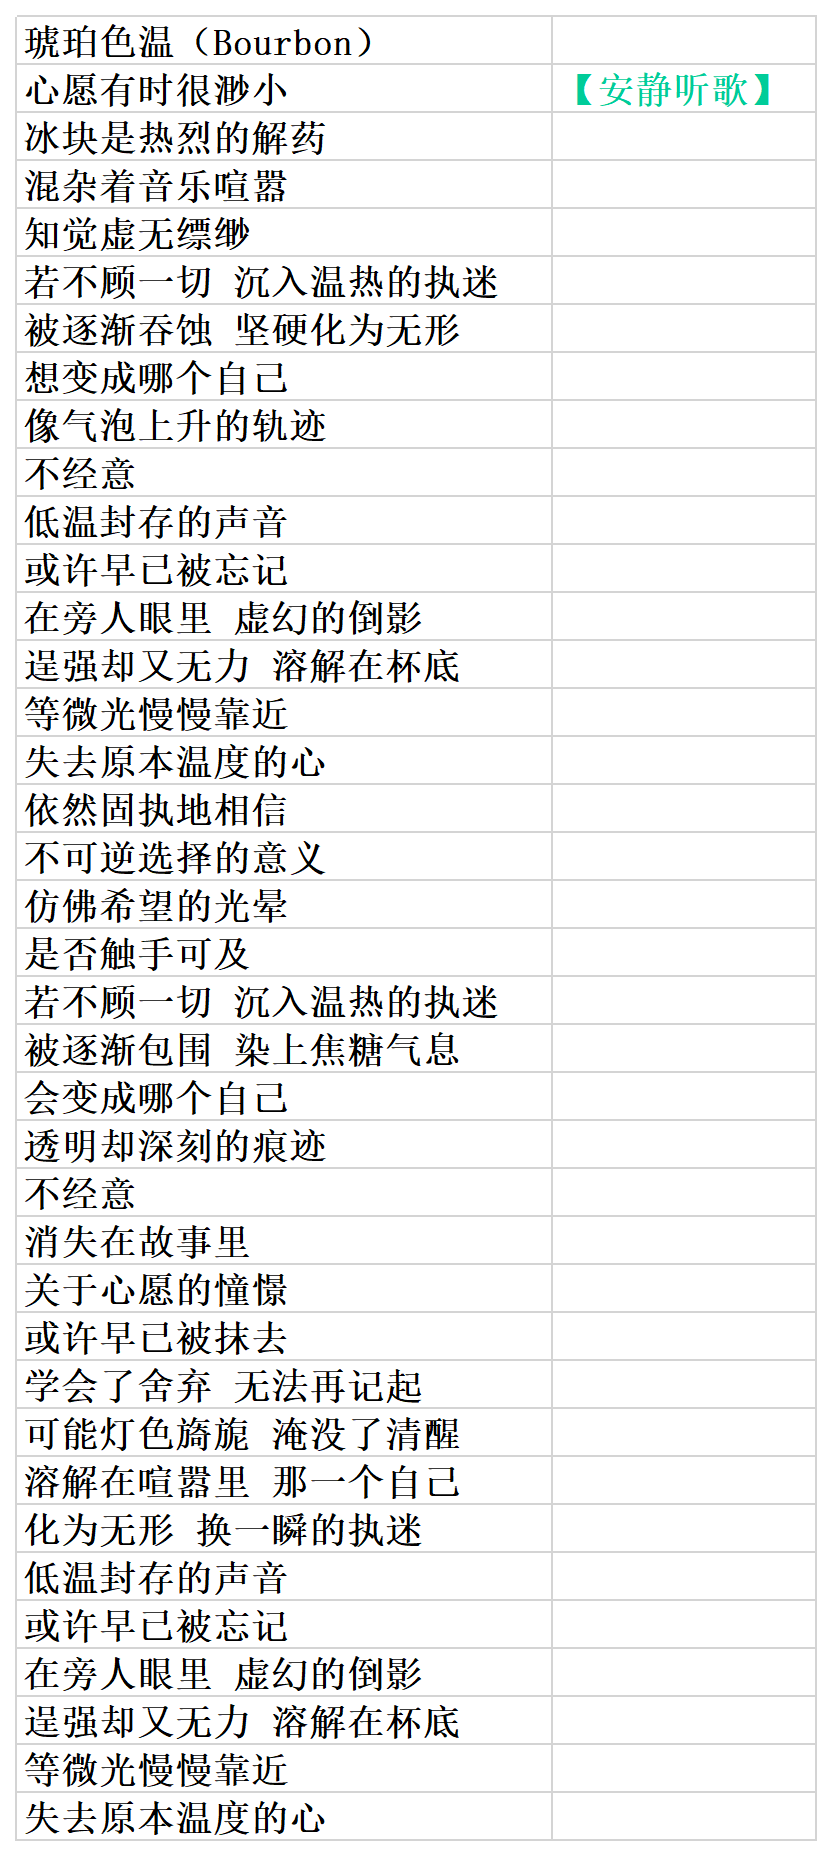 琥珀色温（Bourbon）
心愿有时很渺小 【安静听歌】
冰块是热烈的解药
混杂着音乐喧嚣
知觉虚无缥缈
若不顾一切 沉入温热的执迷
被逐渐吞蚀 坚硬化为无形
想变成哪个自己
像气泡上升的轨迹
不经意
低温封存的声音
或许早已被忘记
在旁人眼里 虚幻的倒影
逞强却又无力 溶解在杯底
等微光慢慢靠近
失去原本温度的心
依然固执地相信
不可逆选择的意义
仿佛希望的光晕
是否触手可及
若不顾一切 沉入温热的执迷
被逐渐包围 染上焦糖气息
会变成哪个自己
透明却深刻的痕迹
不经意
消失在故事里
关于心愿的憧憬
或许早已被抹去
学会了舍弃 无法再记起
可能灯色旖旎 淹没了清醒
溶解在喧嚣里 那一个自己
化为无形 换一瞬的执迷
低温封存的声音
或许早已被忘记
在旁人眼里 虚幻的倒影
逞强却又无力 溶解在杯底
等微光慢慢靠近
失去原本温度的心